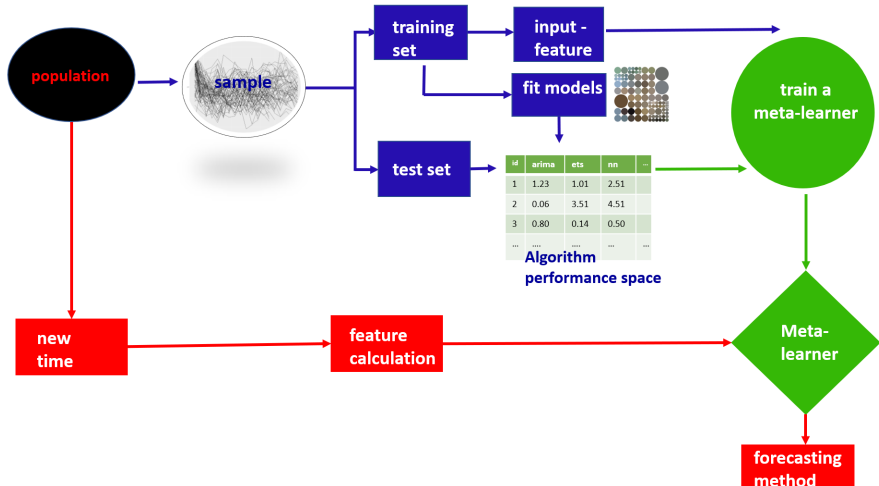 population
sample
training
set
input -
feature
fit models
test set
train a
meta-learner
id arima ets nn ...
1 1.23 1.01 2.51
2 0.06 3.51 4.51
3 0.80 0.14 0.50
... .... ... ... ...
Algorithm
performance space
new
time
feature
calculation
Meta-
learner
forecasting
method